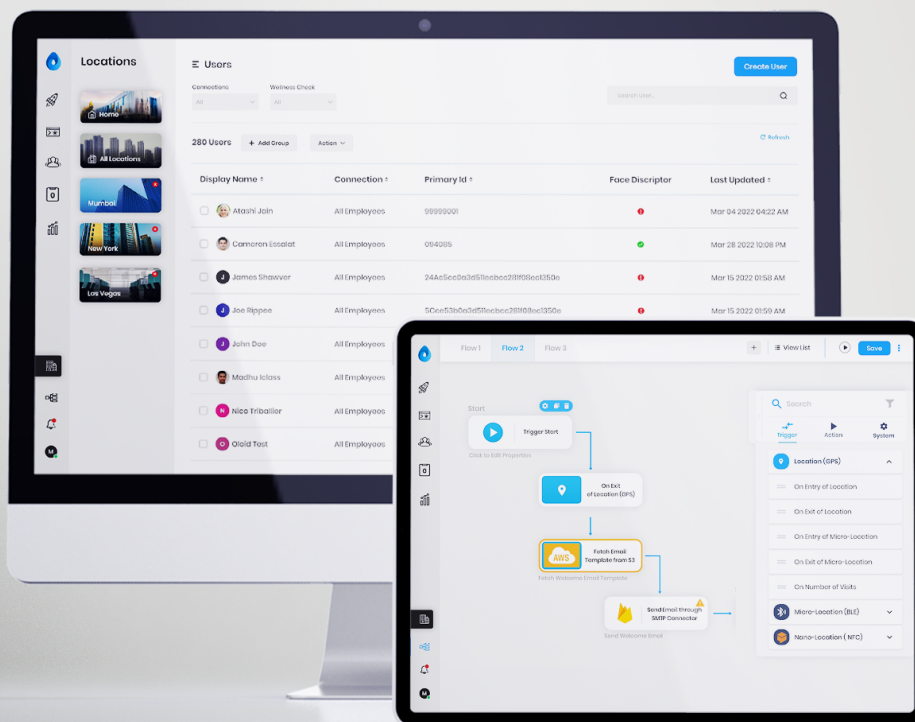 Locations
Home
All Locations
Mumbai
New York
Las Vegas
Users
Create User
Connections
Wellness Check
All
All
Search User...
280 Users
+ Add Group
Action
Refresh
Display Name
Connection
Primary Id
Face Discriptor
Last Updated
Atashi Jain
All Employees
99999001
Mar 04 2022 04:22 AM
Cameron Essalat
All Employees
094085
Mar 28 2022 10:08 PM
J
James Shawver
All Employees
Mar 15 2022 01:58 AM
J
Joe Rippee
All Employees
Mar 15 2022 01:59 AM
J
John Doe
All Employees
Madhu Iclass
All Employees
N
Nico Triballier
All Employees
O
Oloid Test
All Employees
M
Flow 1
Flow 2
Flow 3
+
View List
Save
Start
Trigger Start
Click to Edit Properties
On Exit
of Location (GPS)
AWS
Fetch Email
Template from S3
Fetch Welcome Email Template
Send Email through
SMTP Connector
Send Welcome Email
Search
Trigger
Action
System
Location (GPS)
On Entry of Location
On Exit of Location
On Entry of Micro-Location
On Exit of Micro-Location
On Number of Visits
Micro-Location (BLE)
Nano-Location ( NFC)
M